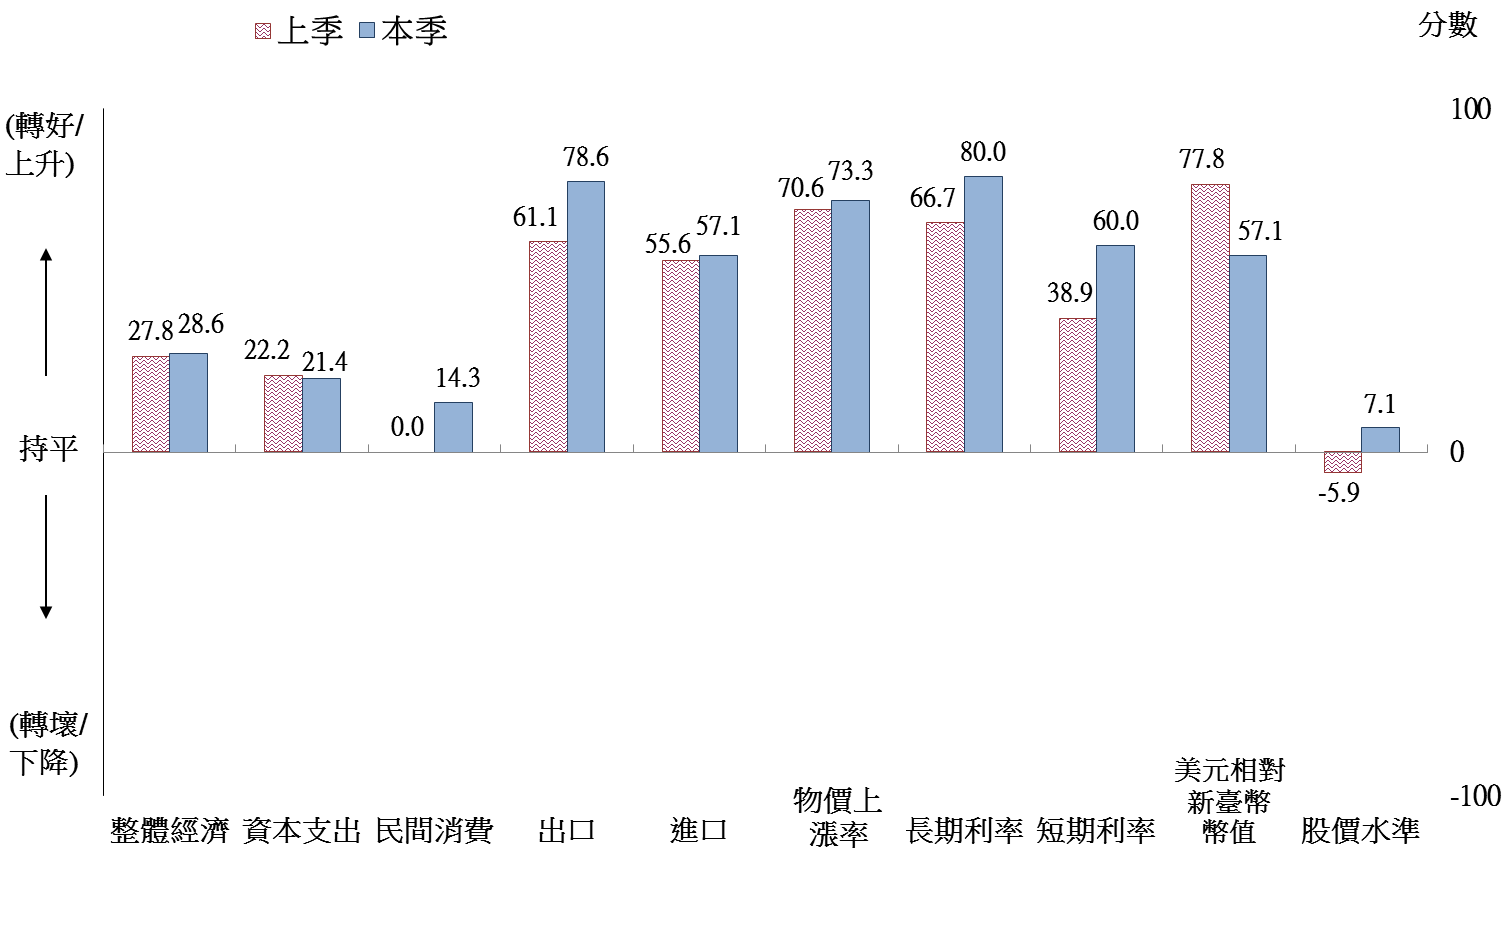 上季 本季
分數
(轉好/
上升)
100
27.8 28.6 22.2 21.4 0.0 14.3 61.1 78.6 55.6 57.1 70.6 73.3 66.7 80.0 38.9 60.0 77.8 57.1 -5.9 7.1
持平
0
(轉壞/
下降)
-100
整體經濟
資本支出
民間消費
出口
進口
物價上
漲率
長期利率
短期利率
美元相對
新臺幣
幣值
股價水準